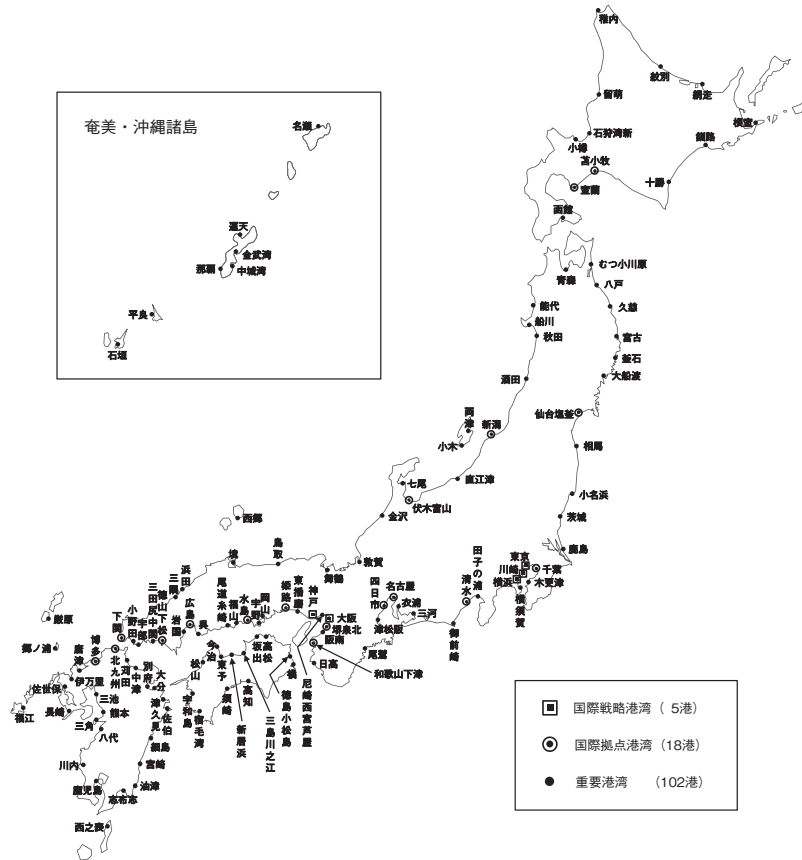 稚内
紋別
網走
留萌
根室
釧路
石狩湾新
小樽
苫小牧
十勝
室蘭
函館
奄美・沖縄諸島
名瀬
運天
金武湾
那覇
中城湾
平良
石垣
むつ小川原
青森
八戸
能代
久慈
船川
秋田
宮古
釜石
大船渡
酒田
仙台塩釜
両津
新潟
小木
相馬
七尾
直江津
小名浜
伏木富山
金沢
茨城
西郷
鹿島
境
鳥取
敦賀
舞鶴
田子の浦
東京
川崎
千葉
横浜
木更津
横須賀
清水
御前崎
名古屋
四日市
衣浦
三河
津松阪
尾鷲
浜田
三隅
三田尻中関
徳山下松
広島
尾道糸崎
福山
水島
宇野
岡山
姫路
東播磨
神戸
大阪
堺泉北
阪南
和歌山下津
日高
尼崎西宮芦屋
徳島小松島
橘
高松
坂出
三島川之江
新居浜
東予
今治
松山
高知
須崎
宿毛湾
宇和島
呉
岩国
宇部
小野田
下関
北九州
苅田
中津
別府
大分
津久見
佐伯
細島
宮崎
油津
志布志
鹿児島
西之表
川内
八代
三角
熊本
三池
長崎
佐世保
福江
伊万里
唐津
博多
郷ノ浦
厳原
国際戦略港湾（ 5港）
国際拠点港湾（18港）
重要港湾 （102港）